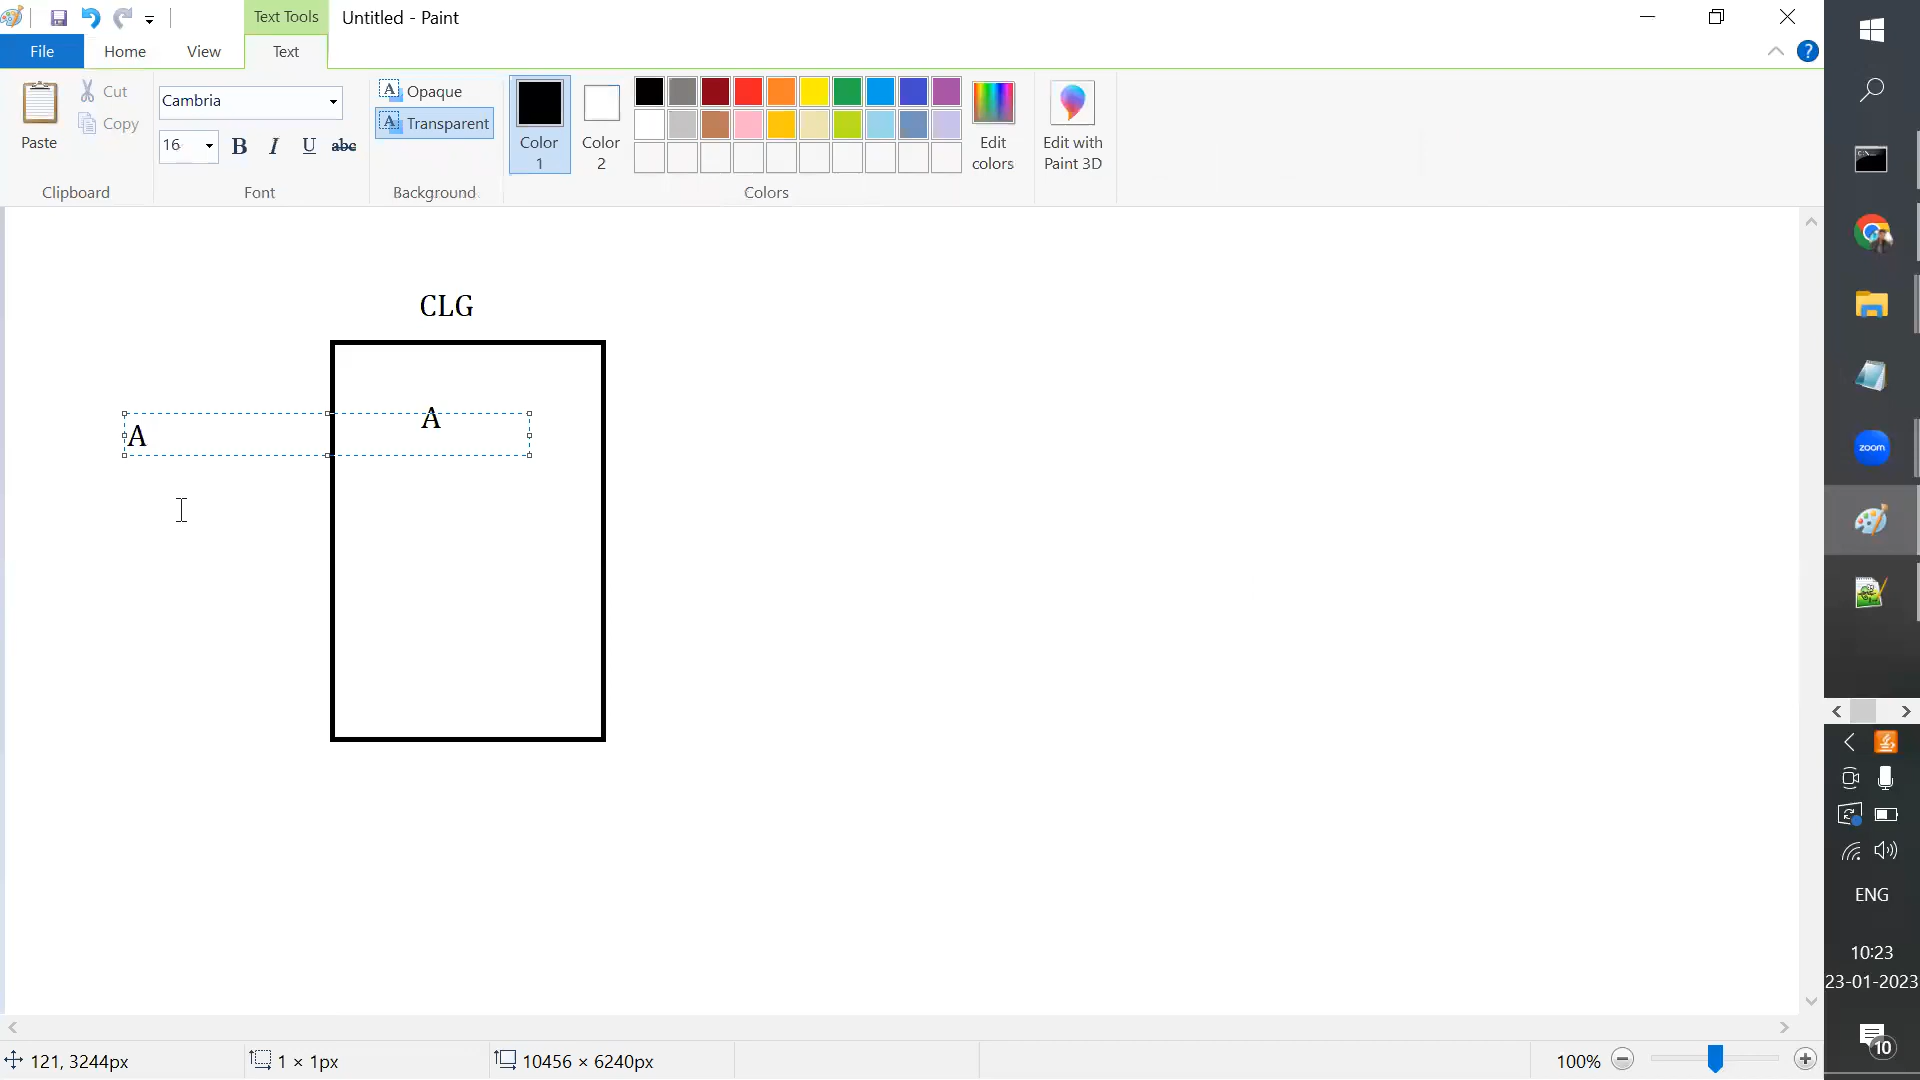 Text Tools
Untitled - Paint
File
Home
View
Text
Paste
Cut
Copy
Clipboard
Cambria
16
B I U abc
Font
A Opaque
A Transparent
Background
Color 1
Color 2
Edit colors
Colors
Edit with Paint 3D
?
CLG
A
A
zoom
ENG
10:23
23-01-2023
10
121, 3244px
1 × 1px
10456 × 6240px
100%